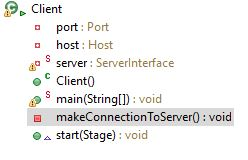 Client
port : Port
host : Host
S server : ServerInterface
C Client()
S main(String[]) : void
makeConnectionToServer() : void
start(Stage) : void